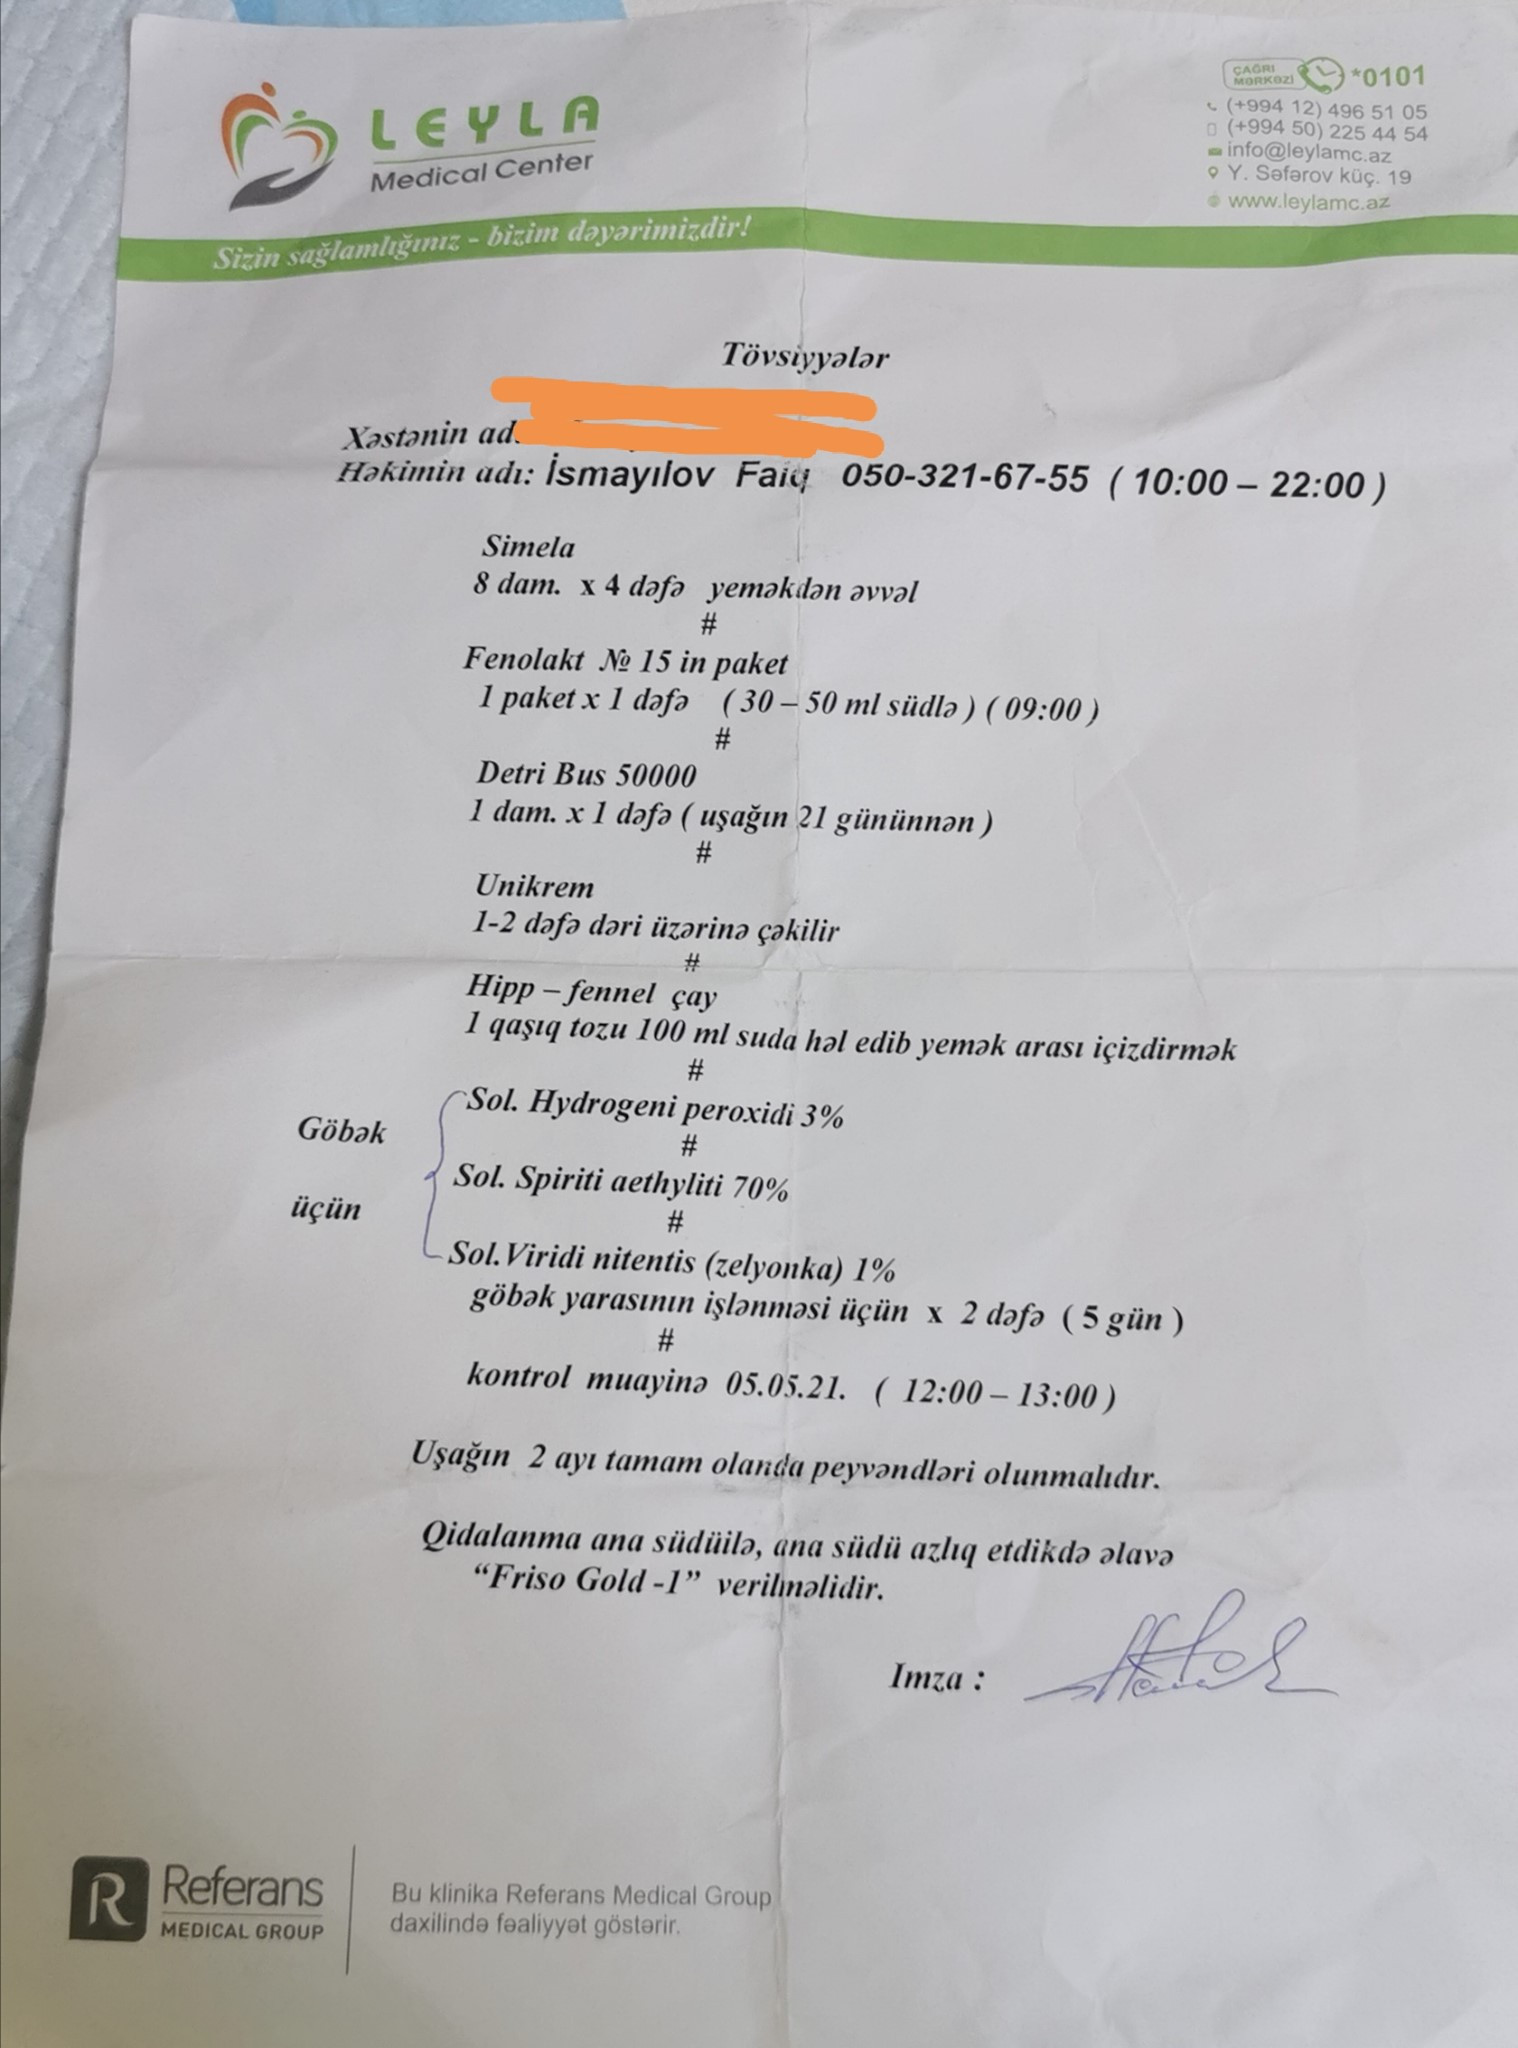 LEYLA
Medical Center
ÇAĞRI
MƏRKƏZİ
*0101
(+994 12) 496 51 05
(+994 50) 225 44 54
info@leylamc.az
Y. Səfərov küç. 19
www.leylamc.az
Sizin sağlamlığınız - bizim dəyərimizdir!
Tövsiyyələr
Xəstənin ad
Həkimin adı: İsmayılov Faiq 050-321-67-55 ( 10:00 – 22:00 )
Simela
8 dam. x 4 dəfə yeməkdən əvvəl
#
Fenolakt № 15 in paket
1 paket x 1 dəfə ( 30 – 50 ml südlə ) ( 09:00 )
#
Detri Bus 50000
1 dam. x 1 dəfə ( uşağın 21 gününnən )
#
Unikrem
1-2 dəfə dəri üzərinə çəkilir
#
Hipp – fennel çay
1 qaşıq tozu 100 ml suda həl edib yemək arası içizdirmək
#
Göbək
üçün
Sol. Hydrogeni peroxidi 3%
#
Sol. Spiriti aethyliti 70%
#
Sol.Viridi nitentis (zelyonka) 1%
göbək yarasının işlənməsi üçün x 2 dəfə ( 5 gün )
#
kontrol muayinə 05.05.21. ( 12:00 – 13:00 )
Uşağın 2 ayı tamam olanda peyvəndləri olunmalıdır.
Qidalanma ana südüilə, ana südü azlıq etdikdə əlavə
“Friso Gold -1” verilməlidir.
Imza :
R
Referans
MEDICAL GROUP
Bu klinika Referans Medical Group
daxilində fəaliyyət göstərir.